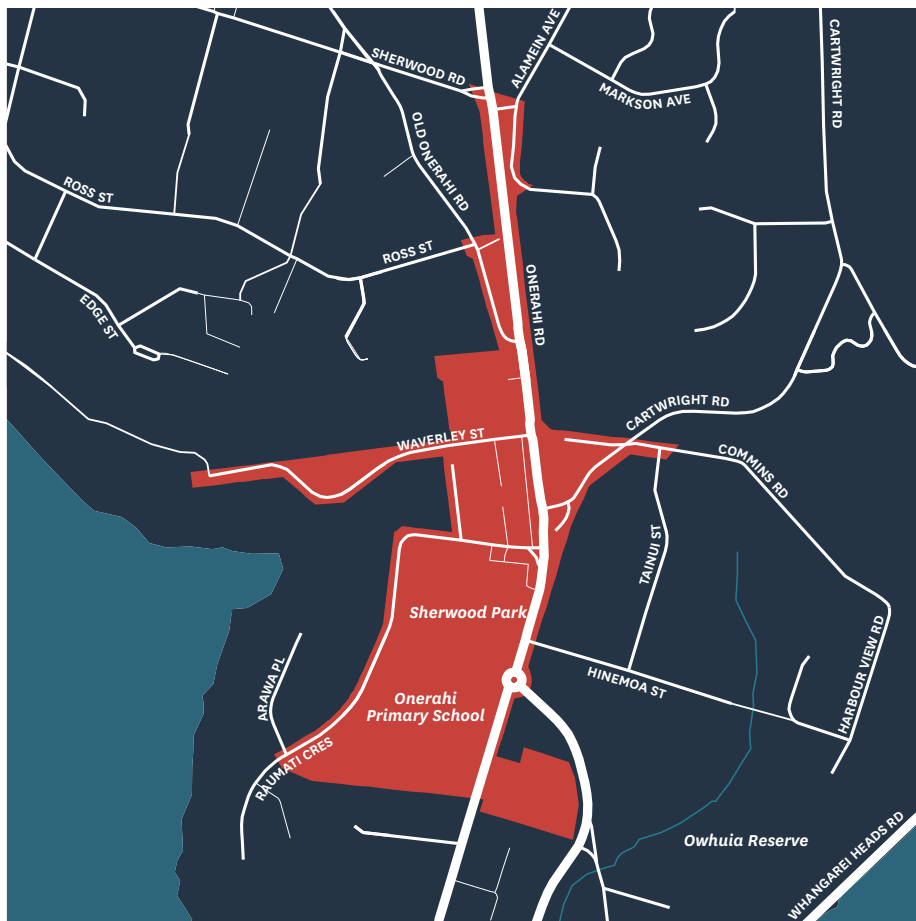 ALAMEIN AVE
SHERWOOD RD
CARTWRIGHT RD
MARKSON AVE
OLD ONERAHI RD
ROSS ST
ROSS ST
EDGE ST
ONERAHI RD
CARTWRIGHT RD
WAVERLEY ST
COMMINS RD
TAINUI ST
Sherwood Park
HINEMOA ST
HARBOUR VIEW RD
ARAWA PL
Onerahi
Primary School
RAUMATI CRES
Owhuia Reserve
WHANGAREI HEADS RD